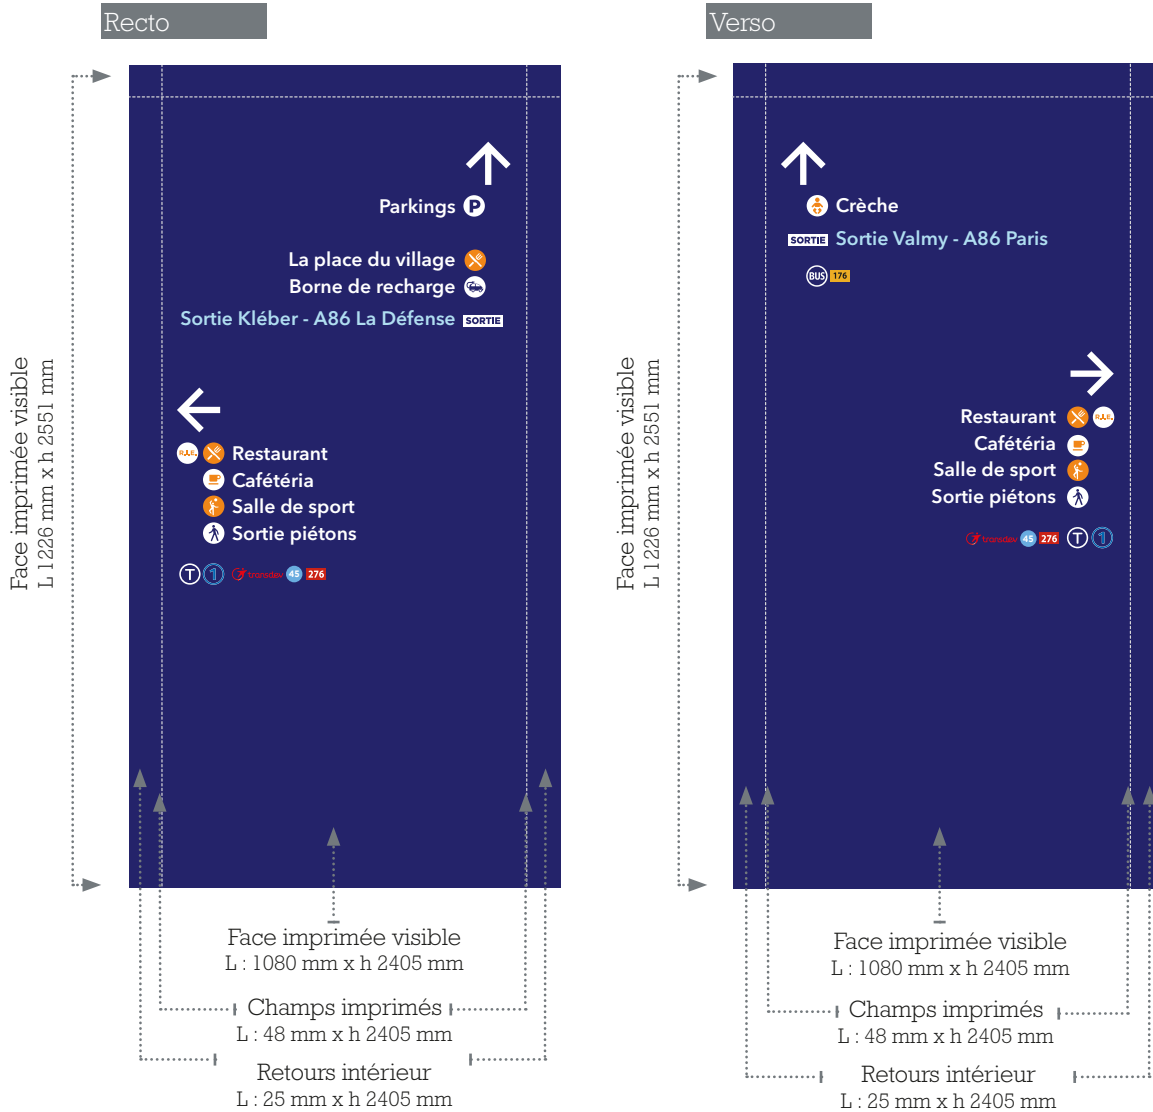 Recto
Face imprimée visible
L 1226 mm x h 2551 mm
Parkings P
La place du village
Borne de recharge
Sortie Kléber - A86 La Défense SORTIE
R.I.E. Restaurant
Cafétéria
Salle de sport
Sortie piétons
T 1 transdev 45 276
Face imprimée visible
L : 1080 mm x h 2405 mm
Champs imprimés
L : 48 mm x h 2405 mm
Retours intérieur
L : 25 mm x h 2405 mm
Verso
Face imprimée visible
L 1226 mm x h 2551 mm
Crèche
SORTIE Sortie Valmy - A86 Paris
BUS 176
Restaurant R.I.E.
Cafétéria
Salle de sport
Sortie piétons
transdev 45 276 T 1
Face imprimée visible
L : 1080 mm x h 2405 mm
Champs imprimés
L : 48 mm x h 2405 mm
Retours intérieur
L : 25 mm x h 2405 mm